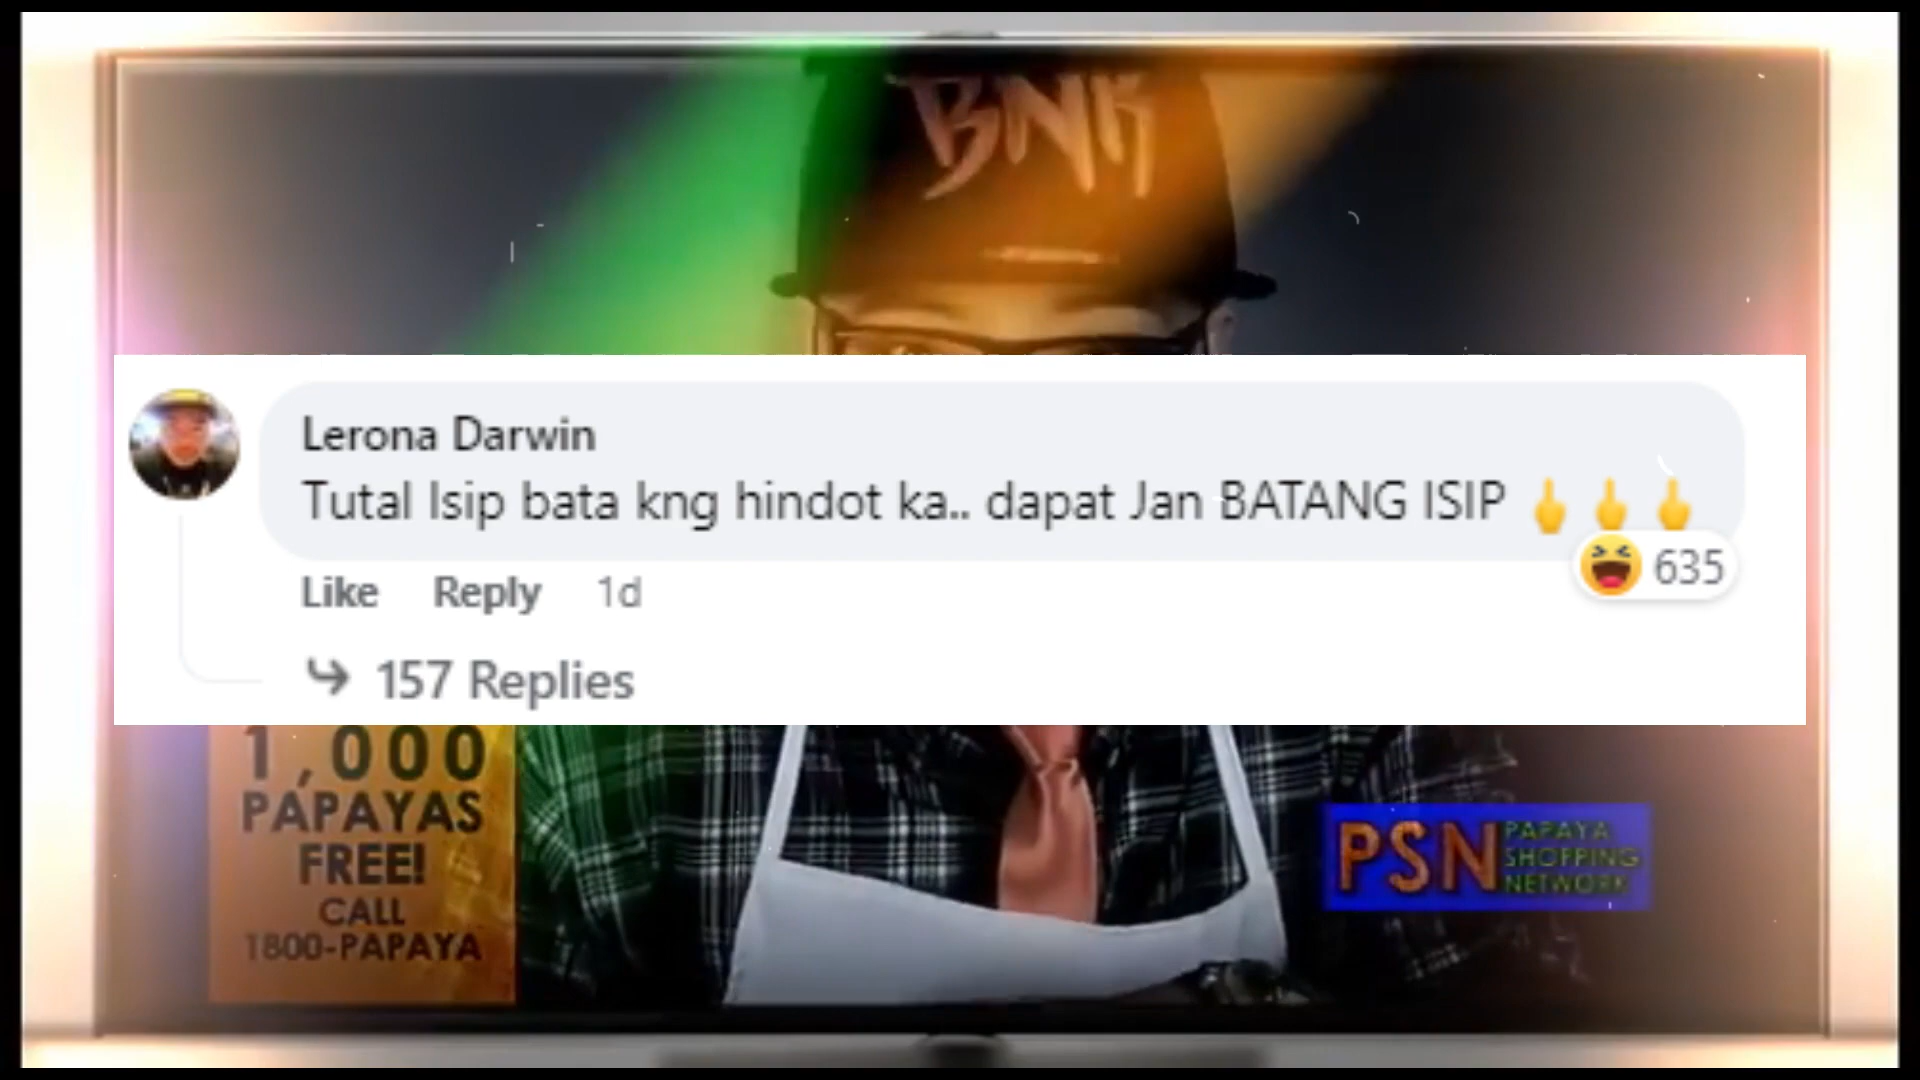 BNK
Lerona Darwin
Tutal Isip bata kng hindot ka.. dapat Jan BATANG ISIP 🖕🖕🖕
635
Like Reply 1d
157 Replies
1,000
PAPAYAS
FREE!
CALL
1800-PAPAYA
PSN
PAPAYA
SHOPPING
NETWORK